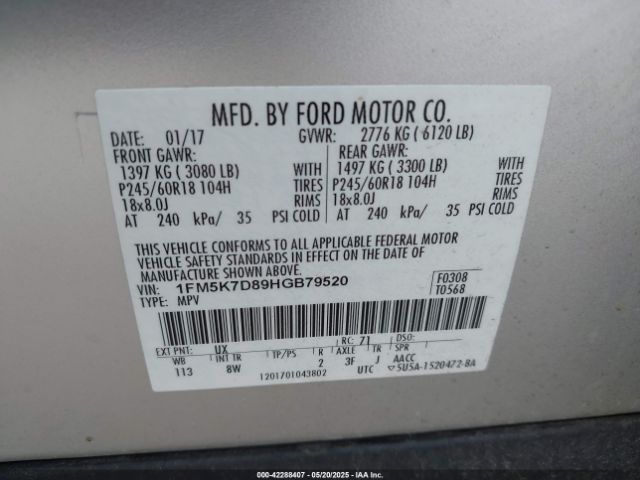 MFD. BY FORD MOTOR CO.
DATE: 01/17 GVWR: 2776 KG ( 6120 LB)
FRONT GAWR: REAR GAWR:
1397 KG ( 3080 LB) WITH 1497 KG ( 3300 LB) WITH
P245/60R18 104H TIRES P245/60R18 104H TIRES
18x8.0J RIMS 18x8.0J RIMS
AT 240 kPa/ 35 PSI COLD AT 240 kPa/ 35 PSI COLD
THIS VEHICLE CONFORMS TO ALL APPLICABLE FEDERAL MOTOR
VEHICLE SAFETY STANDARDS IN EFFECT ON THE DATE OF
MANUFACTURE SHOWN ABOVE.
VIN: 1FM5K7D89HGB79520 F0308
TYPE: MPV T0568
EXT PNT: UX RC: 71 DSO:
WB INT TR TP/PS R AXLE TR SPR
113 8W 2 3F J AACC
1201701043802 UTC ▽5U5A-1520472-BA
000-42288407 - 05/20/2025 - IAAI.COM